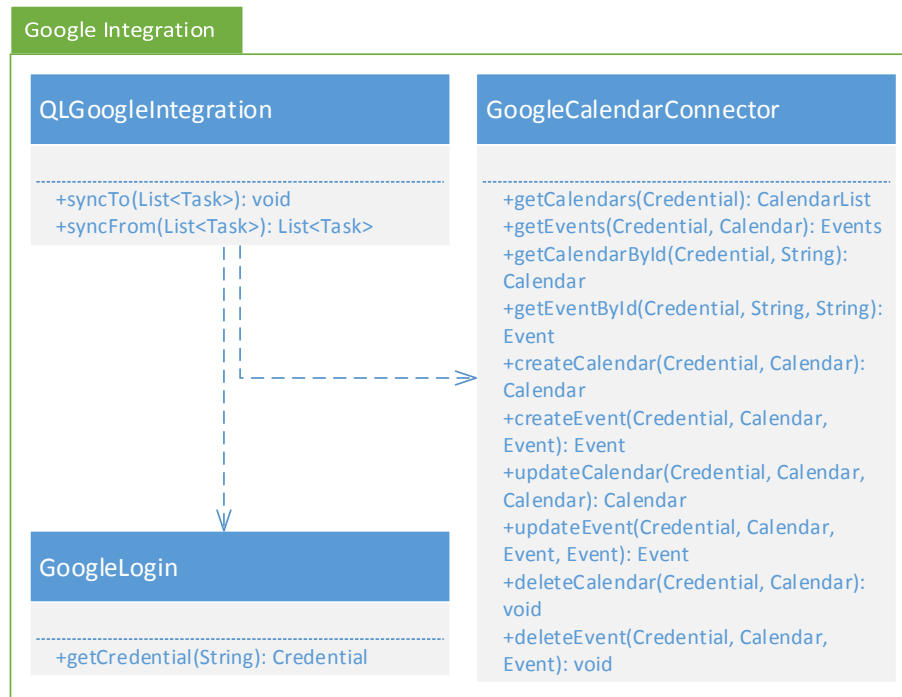 Google Integration
QLGoogleIntegration
+syncTo(List<Task>): void
+syncFrom(List<Task>): List<Task>
GoogleCalendarConnector
+getCalendars(Credential): CalendarList
+getEvents(Credential, Calendar): Events
+getCalendarById(Credential, String):
Calendar
+getEventById(Credential, String, String):
Event
+createCalendar(Credential, Calendar):
Calendar
+createEvent(Credential, Calendar,
Event): Event
+updateCalendar(Credential, Calendar,
Calendar): Calendar
+updateEvent(Credential, Calendar,
Event, Event): Event
+deleteCalendar(Credential, Calendar):
void
+deleteEvent(Credential, Calendar,
Event): void
GoogleLogin
+getCredential(String): Credential